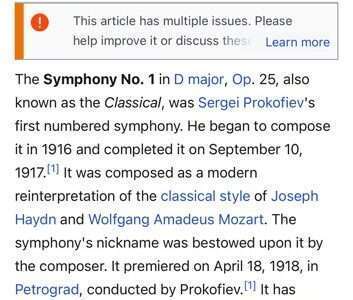 This article has multiple issues. Please
help improve it or discuss these Learn more
The Symphony No. 1 in D major, Op. 25, also
known as the Classical, was Sergei Prokofiev's
first numbered symphony. He began to compose
it in 1916 and completed it on September 10,
1917.[1] It was composed as a modern
reinterpretation of the classical style of Joseph
Haydn and Wolfgang Amadeus Mozart. The
symphony's nickname was bestowed upon it by
the composer. It premiered on April 18, 1918, in
Petrograd, conducted by Prokofiev.[1] It has